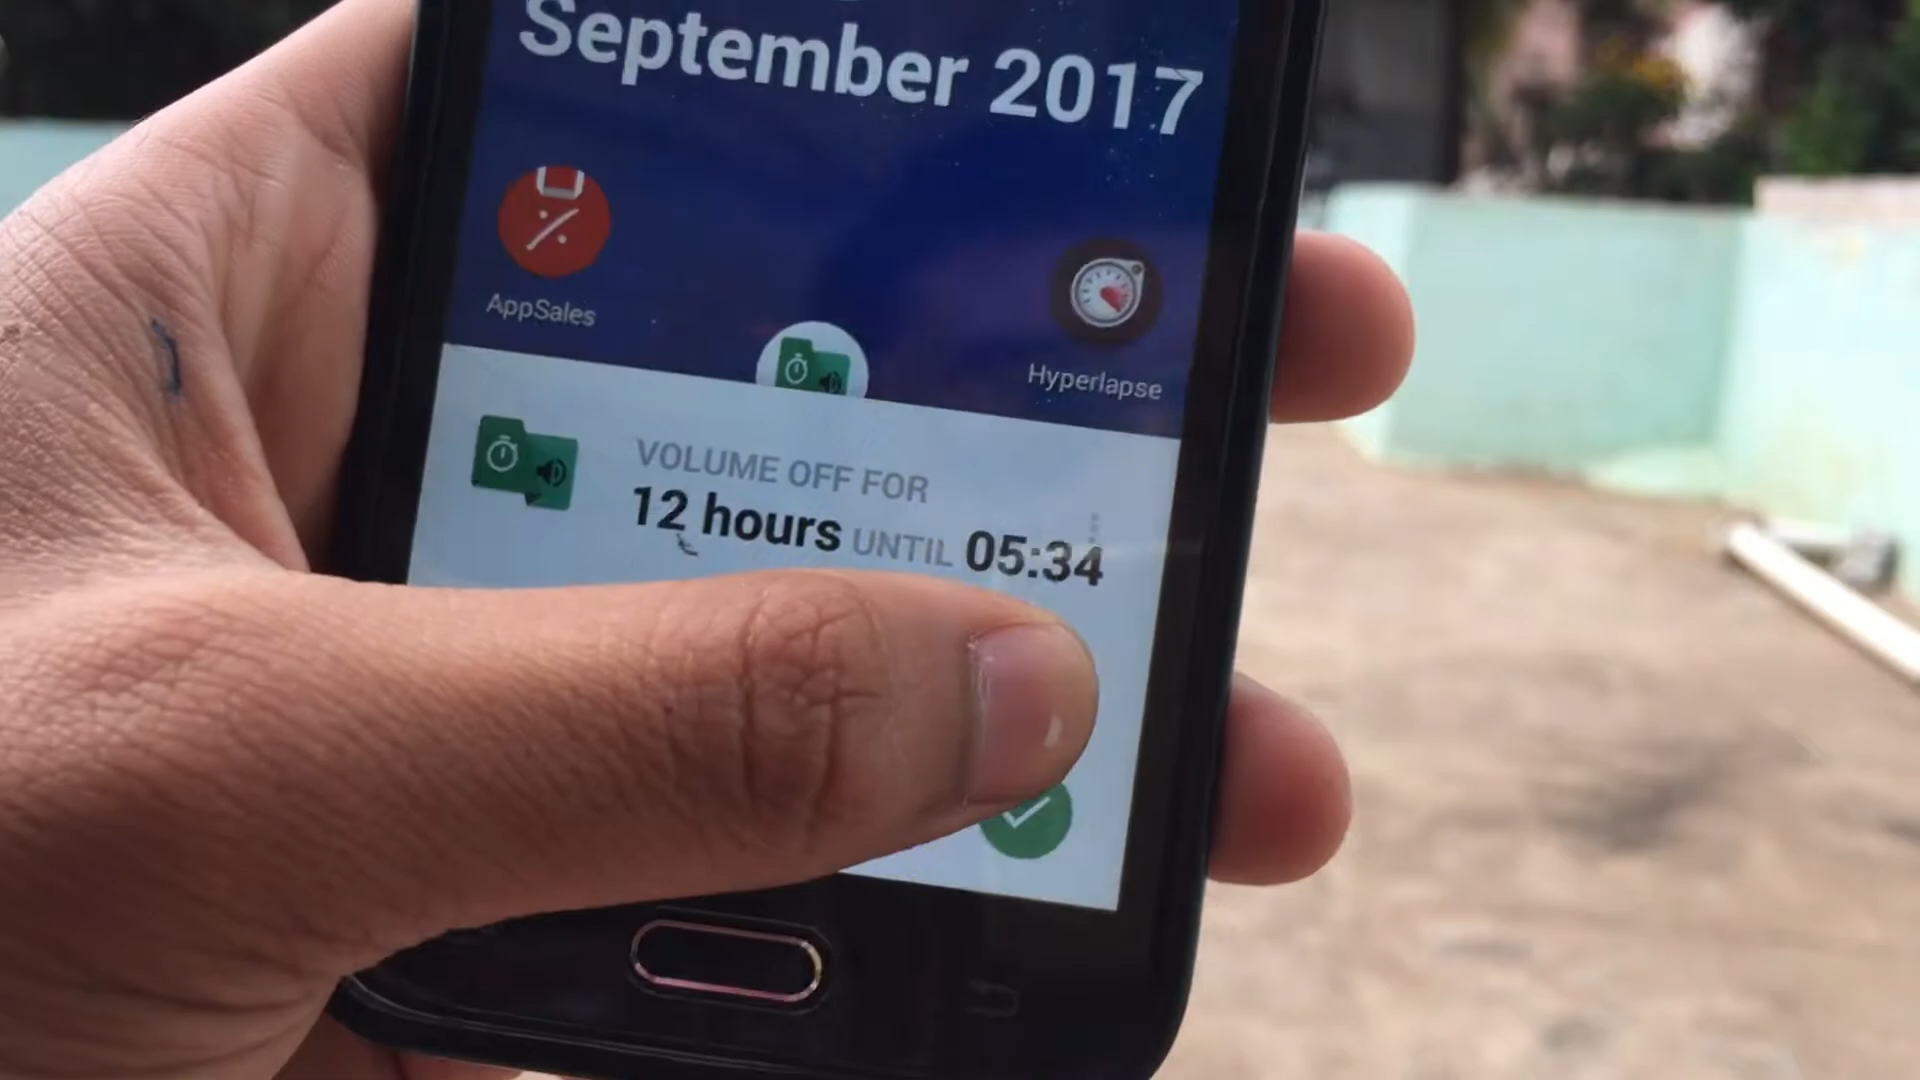 September 2017
AppSales
Hyperlapse
VOLUME OFF FOR
12 hours UNTIL 05:34